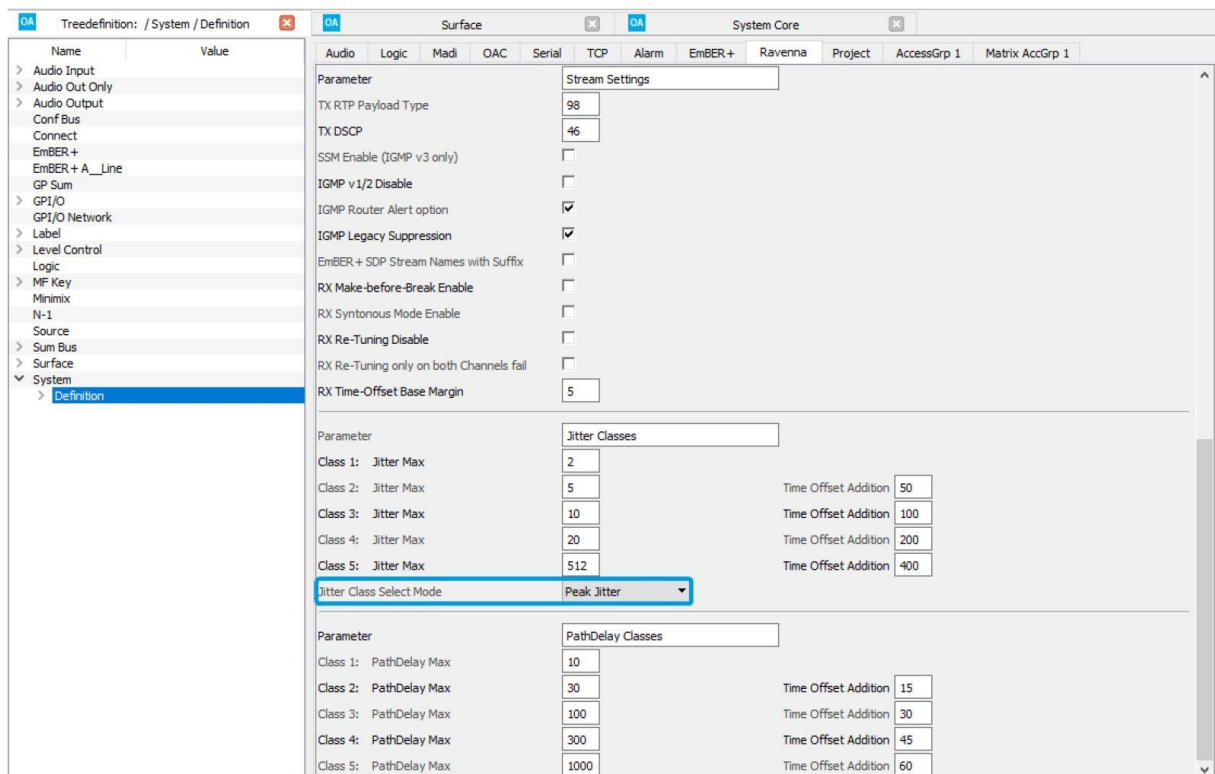 OA Treedefinition: / System / Definition
Name Value
Audio Input
Audio Out Only
Audio Output
Conf Bus
Connect
EmBER+
EmBER+ A__Line
GP Sum
GPI/O
GPI/O Network
Label
Level Control
Logic
MF Key
Minimix
N-1
Source
Sum Bus
Surface
System
Definition
OA Surface OA System Core
Audio Logic Madi OAC Serial TCP Alarm EmBER+ Ravenna Project AccessGrp 1 Matrix AccGrp 1
Parameter Stream Settings
TX RTP Payload Type 98
TX DSCP 46
SSM Enable (IGMP v3 only)
IGMP v1/2 Disable
IGMP Router Alert option
IGMP Legacy Suppression
EmBER+ SDP Stream Names with Suffix
RX Make-before-Break Enable
RX Syntonous Mode Enable
RX Re-Tuning Disable
RX Re-Tuning only on both Channels fail
RX Time-Offset Base Margin 5
Parameter Jitter Classes
Class 1: Jitter Max 2
Class 2: Jitter Max 5 Time Offset Addition 50
Class 3: Jitter Max 10 Time Offset Addition 100
Class 4: Jitter Max 20 Time Offset Addition 200
Class 5: Jitter Max 512 Time Offset Addition 400
Jitter Class Select Mode Peak Jitter
Parameter PathDelay Classes
Class 1: PathDelay Max 10
Class 2: PathDelay Max 30 Time Offset Addition 15
Class 3: PathDelay Max 100 Time Offset Addition 30
Class 4: PathDelay Max 300 Time Offset Addition 45
Class 5: PathDelay Max 1000 Time Offset Addition 60